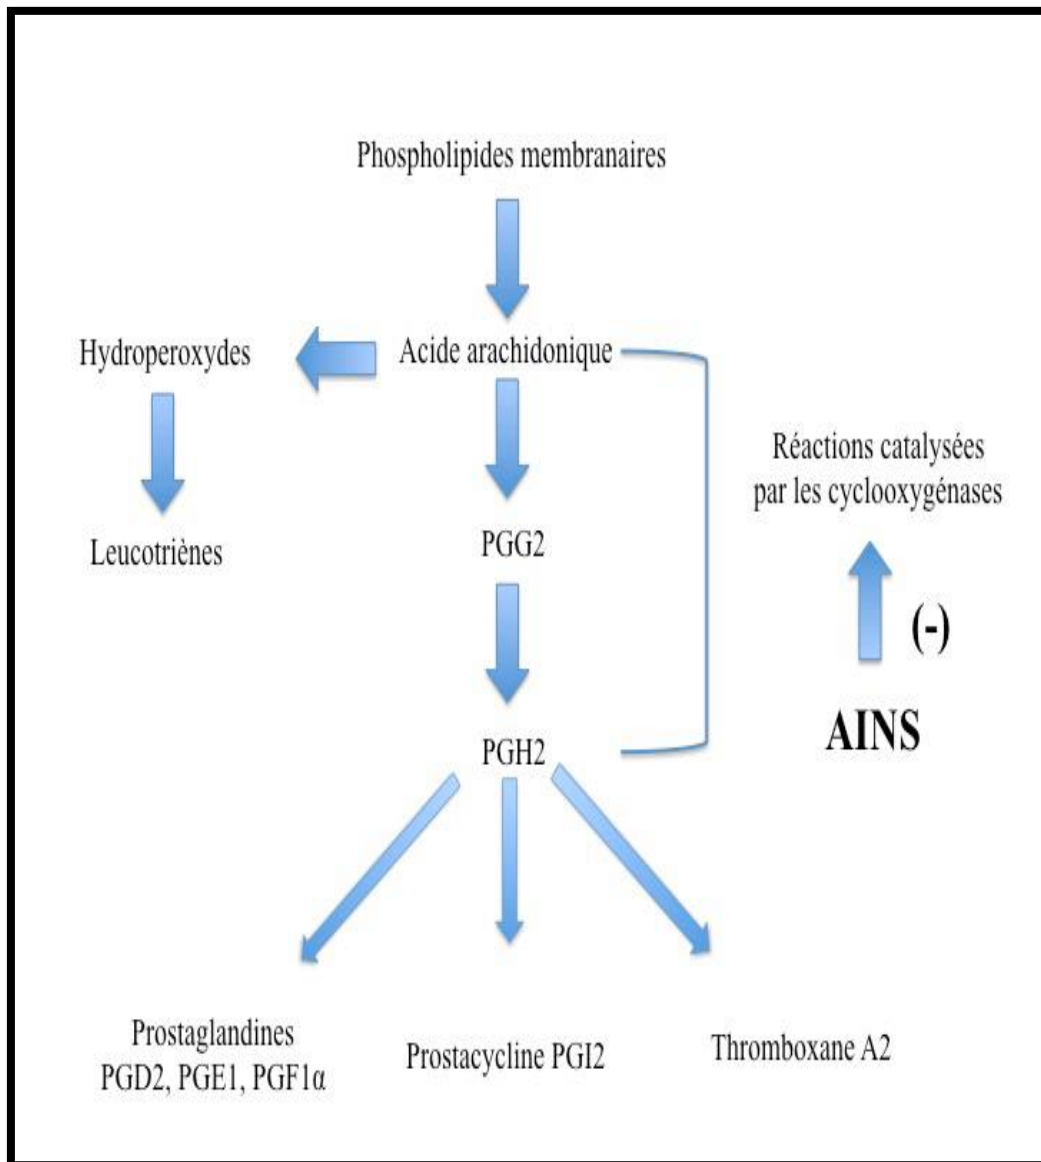 Phospholipides membranaires
Hydroperoxydes
Acide arachidonique
Réactions catalysées
par les cyclooxygénases
Leucotriènes
PGG2
(-)
AINS
PGH2
Prostaglandines
PGD2, PGE1, PGF1α
Prostacycline PGI2
Thromboxane A2